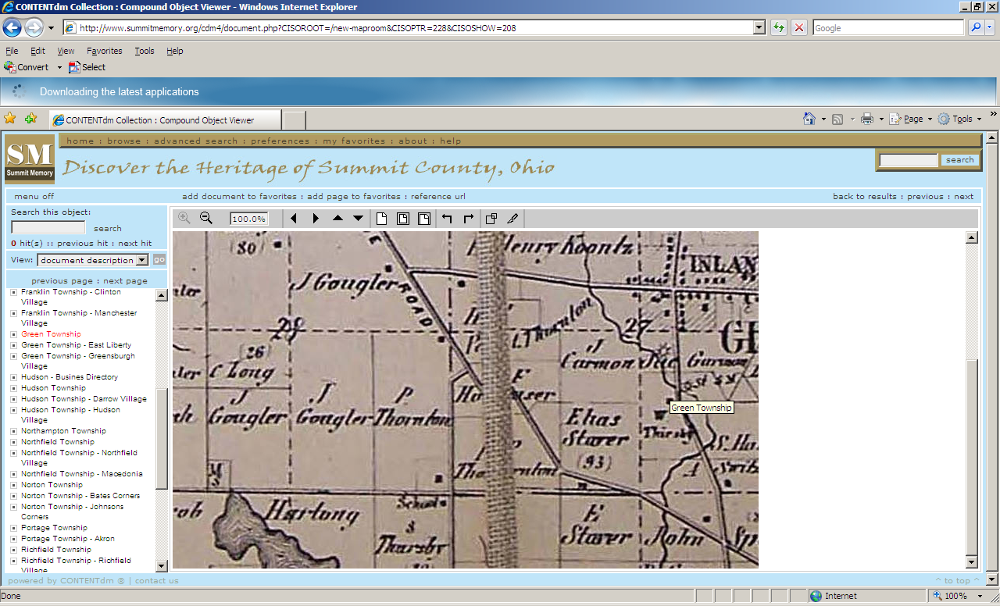 CONTENTdm Collection : Compound Object Viewer - Windows Internet Explorer
http://www.summitmemory.org/cdm4/document.php?CISOROOT=/new-maproom&CISOPTR=228&CISOSHOW=208
Google
File Edit View Favorites Tools Help
Convert Select
Downloading the latest applications
CONTENTdm Collection : Compound Object Viewer
Page Tools »
SM
Summit Memory
home : browse : advanced search : preferences : my favorites : about : help
Discover the Heritage of Summit County, Ohio
search
menu off
add document to favorites : add page to favorites : reference url
back to results : previous : next
Search this object:
search
0 hit(s) :: previous hit : next hit
View: document description go
previous page : next page
Franklin Township - Clinton
Village
Franklin Township - Manchester
Village
Green Township
Green Township - East Liberty
Green Township - Greensburgh
Village
Hudson - Busines Directory
Hudson Township
Hudson Township - Darrow Village
Hudson Township - Hudson
Village
Northampton Township
Northfield Township
Northfield Township - Northfield
Village
Northfield Township - Macedonia
Norton Township
Norton Township - Bates Corners
Norton Township - Johnsons
Corners
Portage Township
Portage Township - Akron
Richfield Township
Richfield Township - Richfield
Village
100.0%
(80)
Henry Koontz
INLAN
J Gougler
ROAD
Thornton
28
27
(26)
J
Carmon
C Long
J
Gougler
J
Gougler
P
Thornton
Elias
Starer
(93)
Green Township
M
S
Hartong
School
S
E
Starer
Rohn
powered by CONTENTdm ® | contact us
^ to top ^
Done
Internet
100%